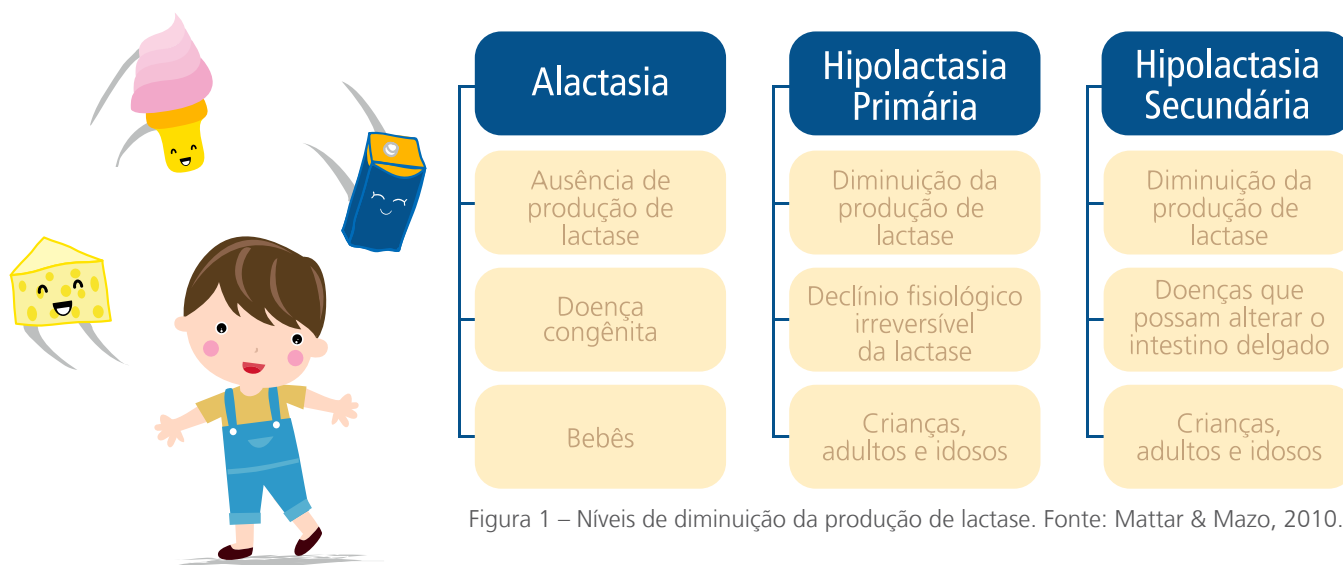 Alactasia
Ausência de
produção de
lactase
Doença
congênita
Bebês
Hipolactasia
Primária
Diminuição da
produção de
lactase
Declínio fisiológico
irreversível
da lactase
Crianças,
adultos e idosos
Hipolactasia
Secundária
Diminuição da
produção de
lactase
Doenças que
possam alterar o
intestino delgado
Crianças,
adultos e idosos
Figura 1 – Níveis de diminuição da produção de lactase. Fonte: Mattar & Mazo, 2010.